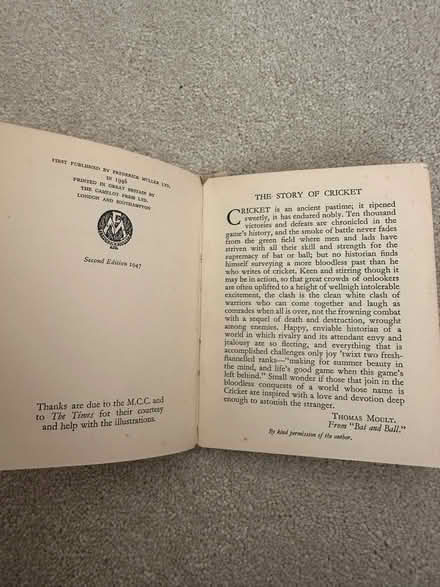 FIRST PUBLISHED BY FREDERICK MULLER LTD.
IN 1946
PRINTED IN GREAT BRITAIN BY
THE CAMELOT PRESS LTD.
LONDON AND SOUTHAMPTON
Second Edition 1947
Thanks are due to the M.C.C. and
to The Times for their courtesy
and help with the illustrations.
THE STORY OF CRICKET
CRICKET is an ancient pastime; it ripened
sweetly, it has endured nobly. Ten thousand
victories and defeats are chronicled in the
game's history, and the smoke of battle never fades
from the green field where men and lads have
striven with all their skill and strength for the
supremacy of bat or ball; but no historian finds
himself surveying a more bloodless past than he
who writes of cricket. Keen and stirring though it
may be in action, so that great crowds of onlookers
are often uplifted to a height of wellnigh intolerable
excitement, the clash is the clean white clash of
warriors who can come together and laugh as
comrades when all is over, not the frowning combat
with a sequel of death and destruction, wrought
among enemies. Happy, enviable historian of a
world in which rivalry and its attendant envy and
jealousy are so fleeting, and everything that is
accomplished challenges only joy 'twixt two fresh-
flannelled ranks—"making for summer beauty in
the mind, and life's good game when this game's
left behind." Small wonder if those that join in the
bloodless conquests of a world whose name is
Cricket are inspired with a love and devotion deep
enough to astonish the stranger.
THOMAS MOULT,
From "Bat and Ball."
By kind permission of the author.